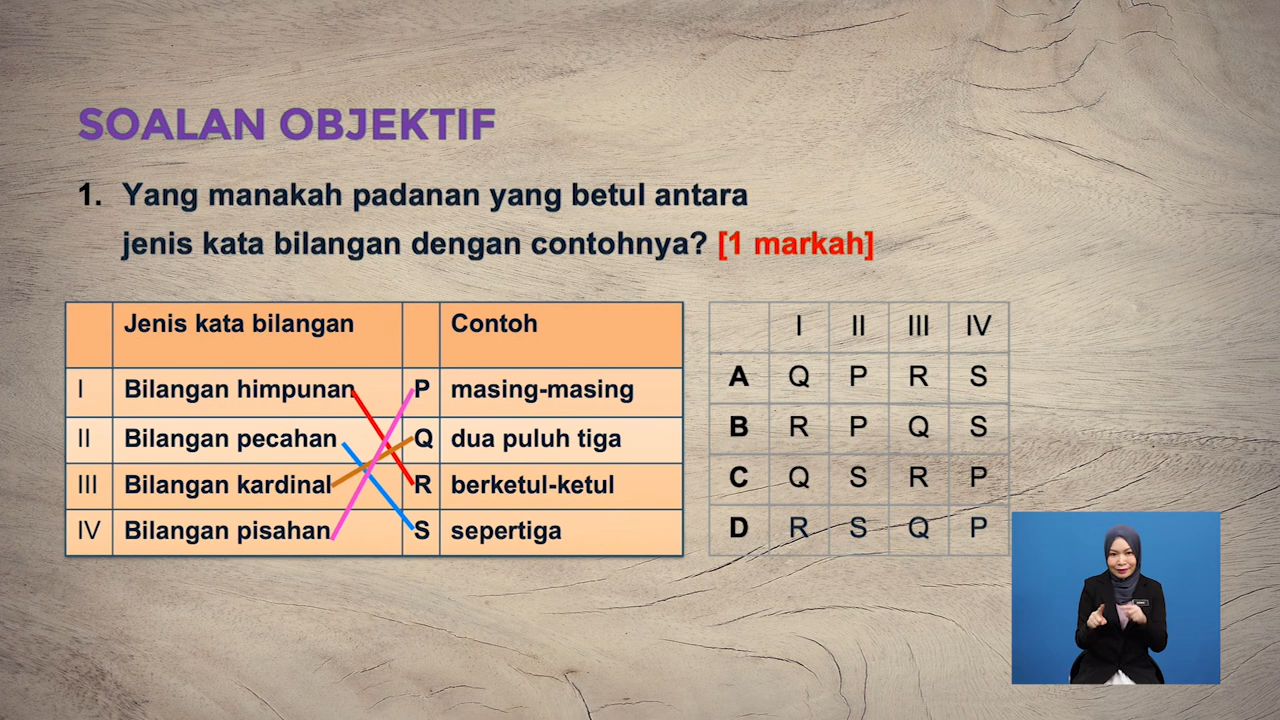 SOALAN OBJEKTIF
1. Yang manakah padanan yang betul antara
jenis kata bilangan dengan contohnya? [1 markah]
Jenis kata bilangan Contoh
I Bilangan himpunan P masing-masing
II Bilangan pecahan Q dua puluh tiga
III Bilangan kardinal R berketul-ketul
IV Bilangan pisahan S sepertiga
I II III IV
A Q P R S
B R P Q S
C Q S R P
D R S Q P